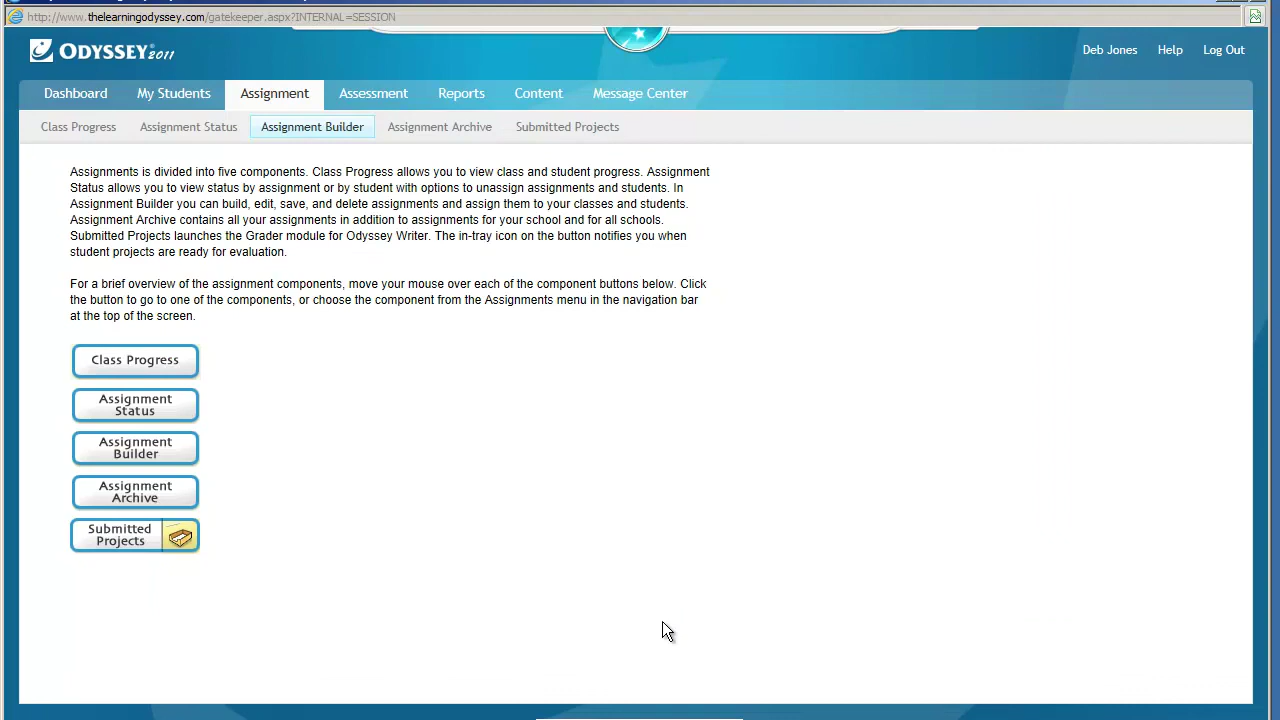 http://www.thelearningodyssey.com/gatekeeper.aspx?INTERNAL=SESSION
ODYSSEY® 2011
Deb Jones Help Log Out
Dashboard My Students Assignment Assessment Reports Content Message Center
Class Progress Assignment Status Assignment Builder Assignment Archive Submitted Projects
Assignments is divided into five components. Class Progress allows you to view class and student progress. Assignment
Status allows you to view status by assignment or by student with options to unassign assignments and students. In
Assignment Builder you can build, edit, save, and delete assignments and assign them to your classes and students.
Assignment Archive contains all your assignments in addition to assignments for your school and for all schools.
Submitted Projects launches the Grader module for Odyssey Writer. The in-tray icon on the button notifies you when
student projects are ready for evaluation.
For a brief overview of the assignment components, move your mouse over each of the component buttons below. Click
the button to go to one of the components, or choose the component from the Assignments menu in the navigation bar
at the top of the screen.
Class Progress
Assignment
Status
Assignment
Builder
Assignment
Archive
Submitted
Projects